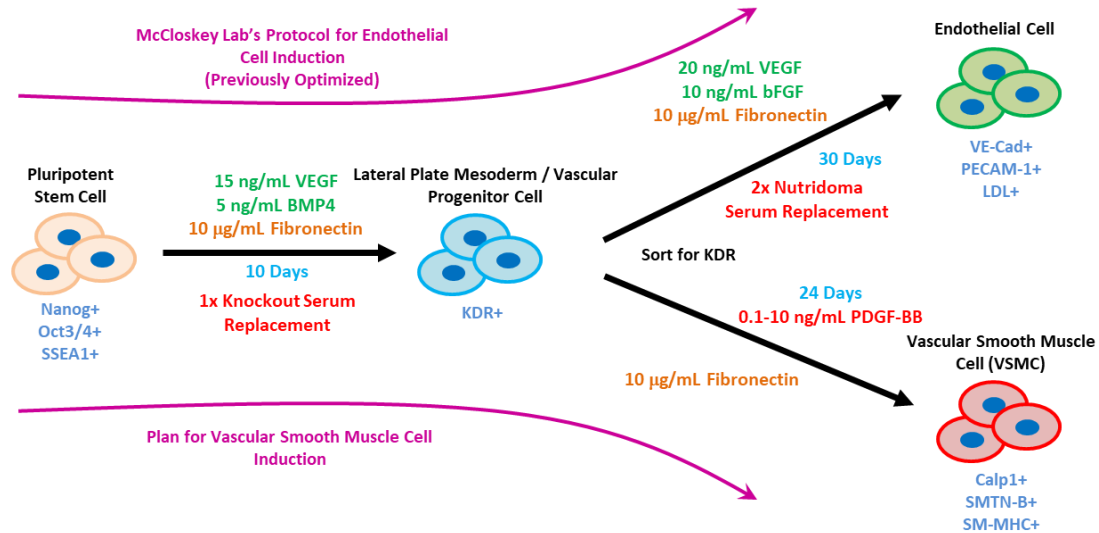 McCloskey Lab's Protocol for Endothelial
Cell Induction
(Previously Optimized)
Endothelial Cell
20 ng/mL VEGF
10 ng/mL bFGF
10 µg/mL Fibronectin
VE-Cad+
PECAM-1+
LDL+
30 Days
2x Nutridoma
Serum Replacement
Pluripotent
Stem Cell
15 ng/mL VEGF
5 ng/mL BMP4
10 µg/mL Fibronectin
Lateral Plate Mesoderm / Vascular
Progenitor Cell
10 Days
1x Knockout Serum
Replacement
Sort for KDR
Nanog+
Oct3/4+
SSEA1+
KDR+
24 Days
0.1-10 ng/mL PDGF-BB
Vascular Smooth Muscle
Cell (VSMC)
10 µg/mL Fibronectin
Plan for Vascular Smooth Muscle Cell
Induction
Calp1+
SMTN-B+
SM-MHC+